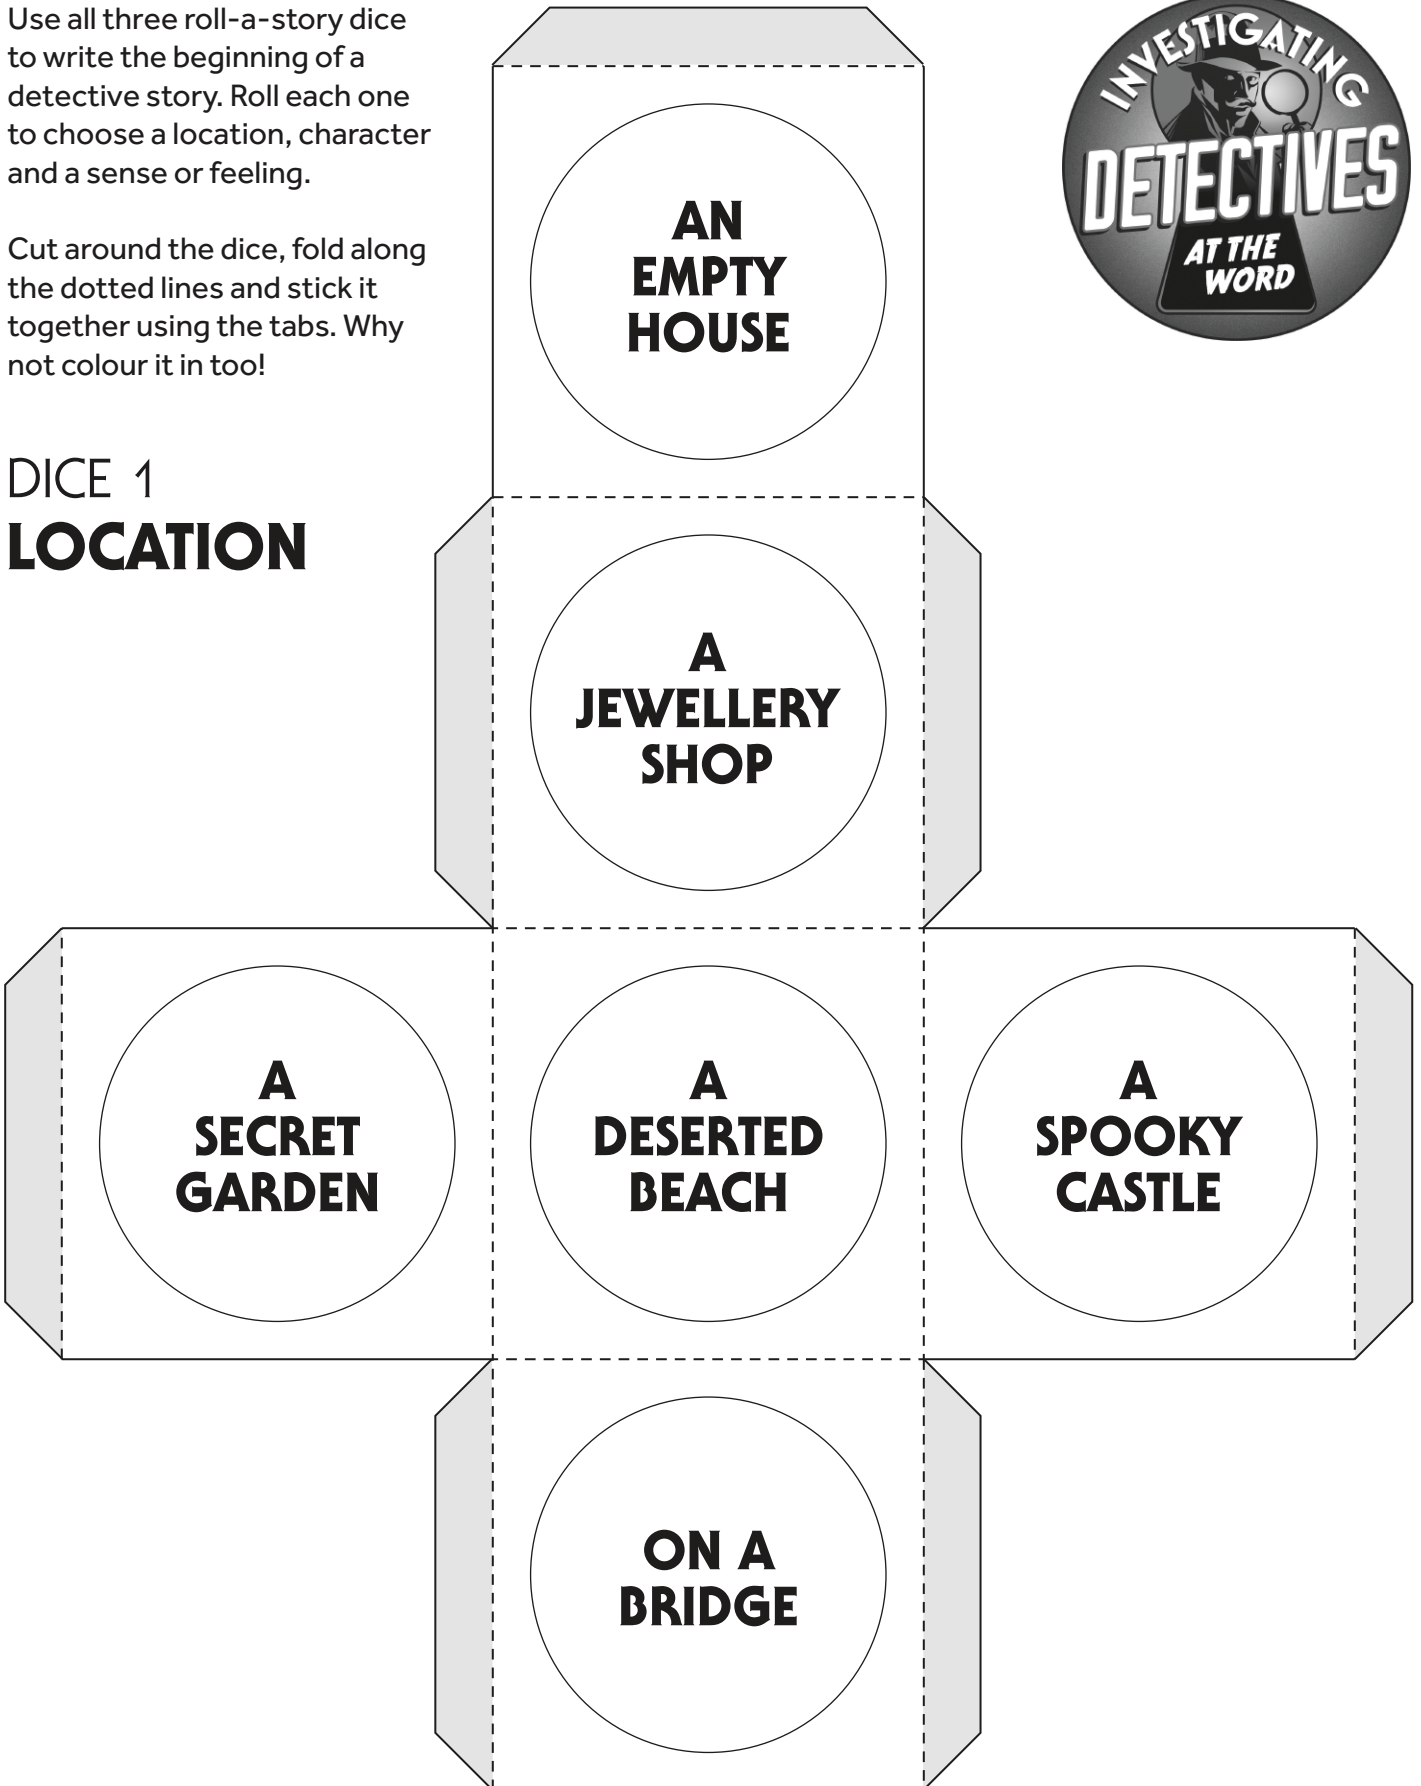 Use all three roll-a-story dice
to write the beginning of a
detective story. Roll each one
to choose a location, character
and a sense or feeling.
Cut around the dice, fold along
the dotted lines and stick it
together using the tabs. Why
not colour it in too!
DICE 1
LOCATION
INVESTIGATING
DETECTIVES
AT THE
WORD
AN
EMPTY
HOUSE
A
JEWELLERY
SHOP
A
SECRET
GARDEN
A
DESERTED
BEACH
A
SPOOKY
CASTLE
ON A
BRIDGE